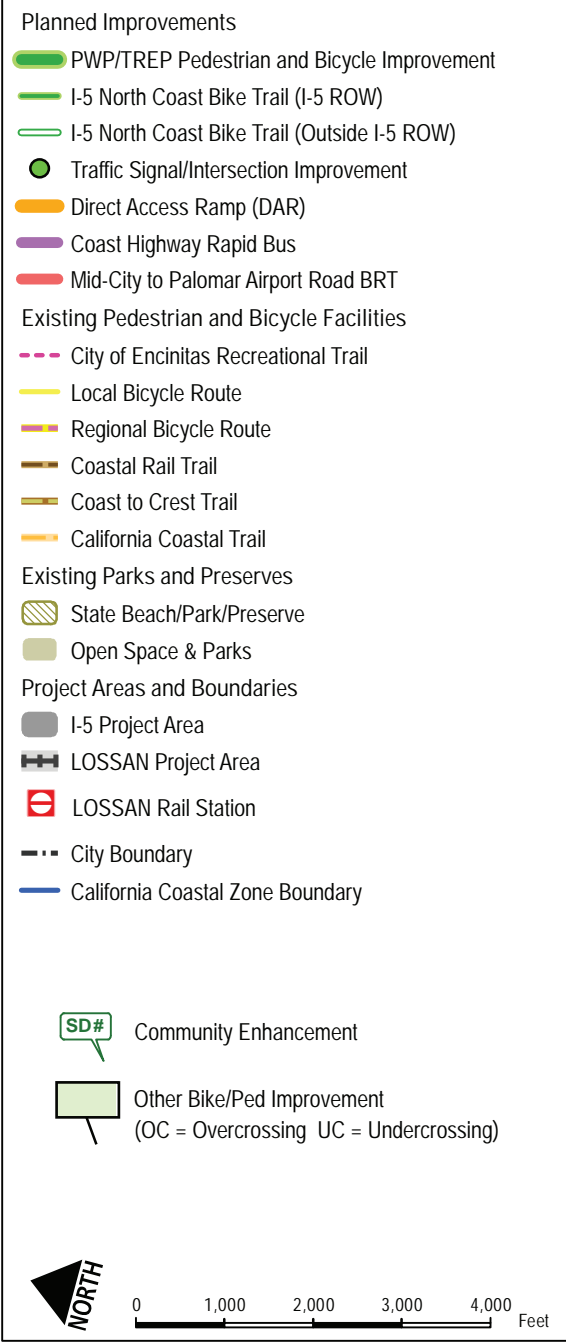 Planned Improvements
PWP/TREP Pedestrian and Bicycle Improvement
I-5 North Coast Bike Trail (I-5 ROW)
I-5 North Coast Bike Trail (Outside I-5 ROW)
Traffic Signal/Intersection Improvement
Direct Access Ramp (DAR)
Coast Highway Rapid Bus
Mid-City to Palomar Airport Road BRT
Existing Pedestrian and Bicycle Facilities
City of Encinitas Recreational Trail
Local Bicycle Route
Regional Bicycle Route
Coastal Rail Trail
Coast to Crest Trail
California Coastal Trail
Existing Parks and Preserves
State Beach/Park/Preserve
Open Space & Parks
Project Areas and Boundaries
I-5 Project Area
LOSSAN Project Area
LOSSAN Rail Station
City Boundary
California Coastal Zone Boundary
SD# Community Enhancement
Other Bike/Ped Improvement
(OC = Overcrossing UC = Undercrossing)
NORTH
0 1,000 2,000 3,000 4,000
Feet